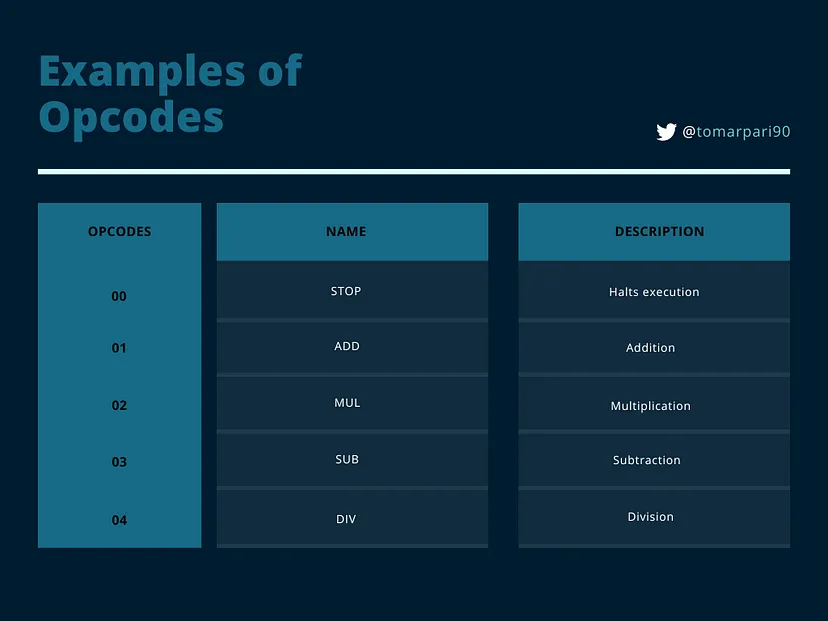 Examples of
Opcodes
@tomarpari90
OPCODES NAME DESCRIPTION
00 STOP Halts execution
01 ADD Addition
02 MUL Multiplication
03 SUB Subtraction
04 DIV Division